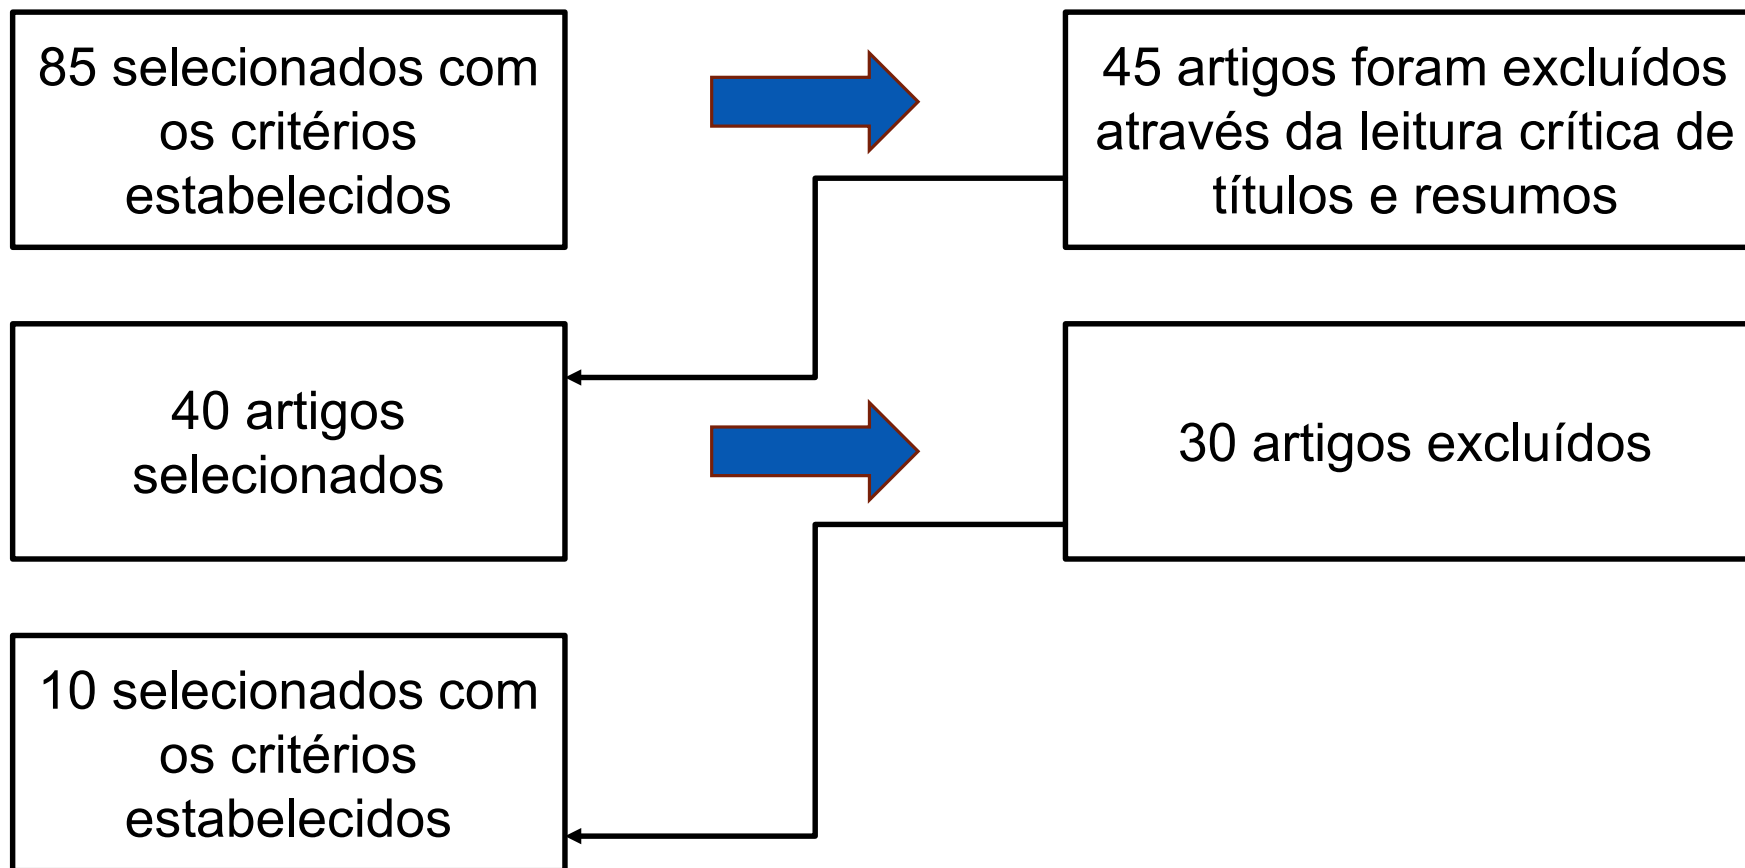 85 selecionados com
os critérios
estabelecidos
45 artigos foram excluídos
através da leitura crítica de
títulos e resumos
40 artigos
selecionados
30 artigos excluídos
10 selecionados com
os critérios
estabelecidos